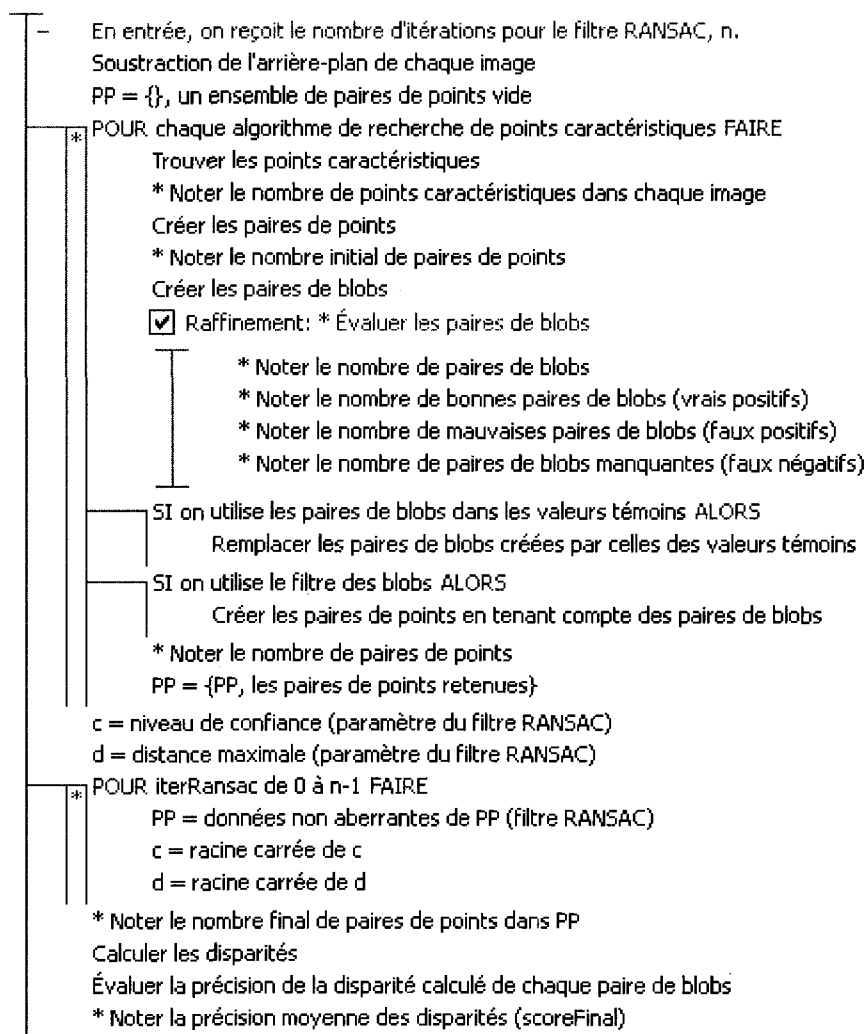 – En entrée, on reçoit le nombre d'itérations pour le filtre RANSAC, n.
Soustraction de l'arrière-plan de chaque image
PP = {}, un ensemble de paires de points vide
* POUR chaque algorithme de recherche de points caractéristiques FAIRE
Trouver les points caractéristiques
* Noter le nombre de points caractéristiques dans chaque image
Créer les paires de points
* Noter le nombre initial de paires de points
Créer les paires de blobs
Raffinement: * Évaluer les paires de blobs
* Noter le nombre de paires de blobs
* Noter le nombre de bonnes paires de blobs (vrais positifs)
* Noter le nombre de mauvaises paires de blobs (faux positifs)
* Noter le nombre de paires de blobs manquantes (faux négatifs)
SI on utilise les paires de blobs dans les valeurs témoins ALORS
Remplacer les paires de blobs créées par celles des valeurs témoins
SI on utilise le filtre des blobs ALORS
Créer les paires de points en tenant compte des paires de blobs
* Noter le nombre de paires de points
PP = {PP, les paires de points retenues}
c = niveau de confiance (paramètre du filtre RANSAC)
d = distance maximale (paramètre du filtre RANSAC)
* POUR iterRansac de 0 à n-1 FAIRE
PP = données non aberrantes de PP (filtre RANSAC)
c = racine carrée de c
d = racine carrée de d
* Noter le nombre final de paires de points dans PP
Calculer les disparités
Évaluer la précision de la disparité calculé de chaque paire de blobs
* Noter la précision moyenne des disparités (scoreFinal)